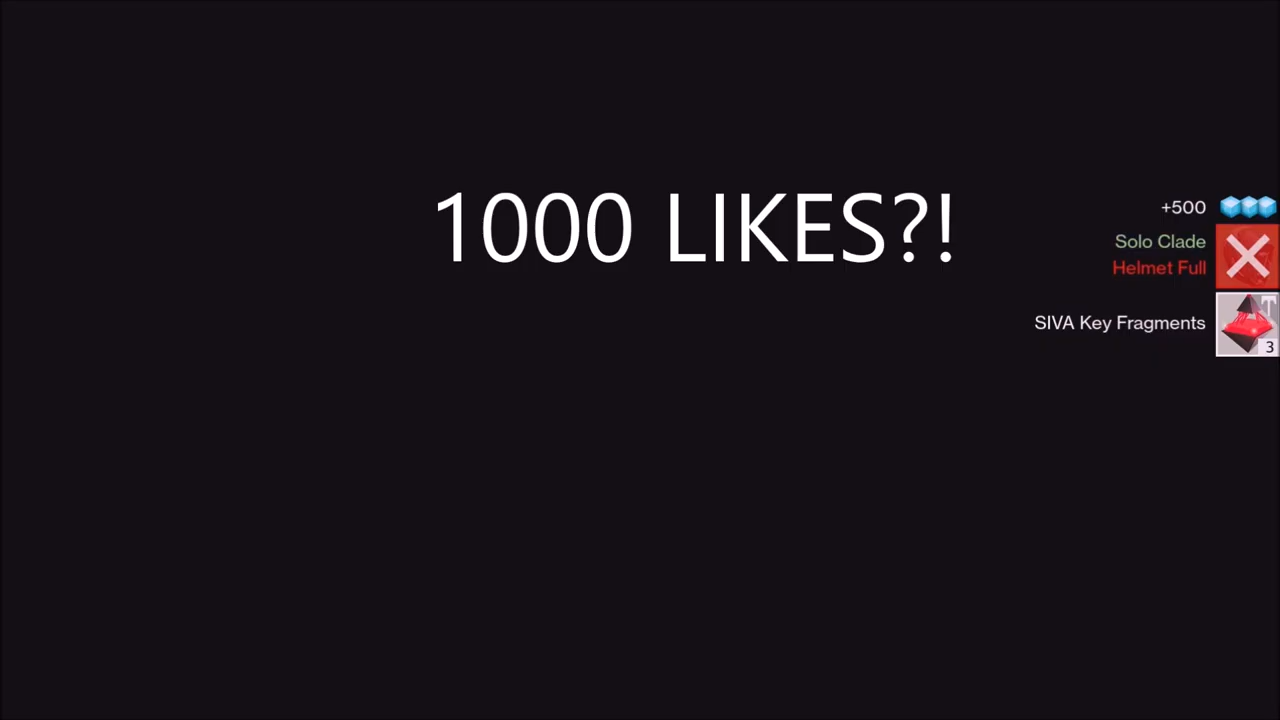 1000 LIKES?!
+500
Solo Clade
Helmet Full
SIVA Key Fragments
T
3